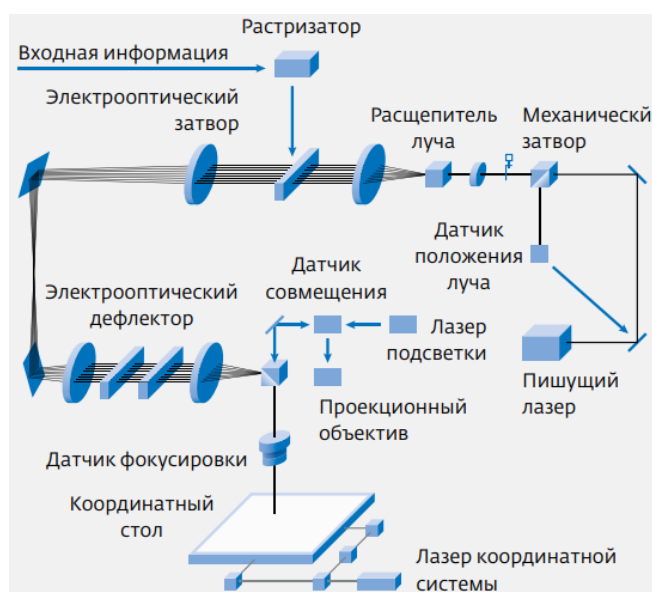 Растризатор
Входная информация
Электрооптический
затвор
Расщепитель
луча
Механическ
затвор
Датчик
положения
луча
Датчик
совмещения
Электрооптический
дефлектор
Лазер
подсветки
Пишущий
лазер
Проекционный
объектив
Датчик фокусировки
Координатный
стол
Лазер координатной
системы